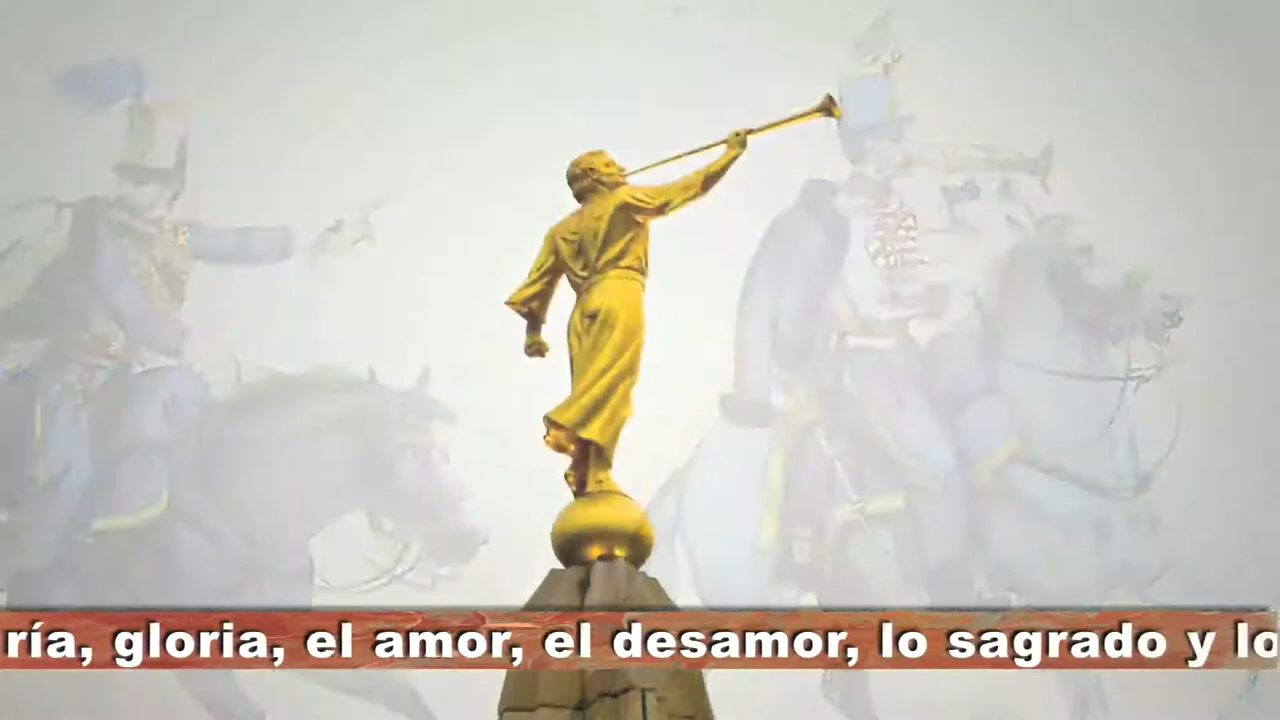 ría, gloria, el amor, el desamor, lo sagrado y lo